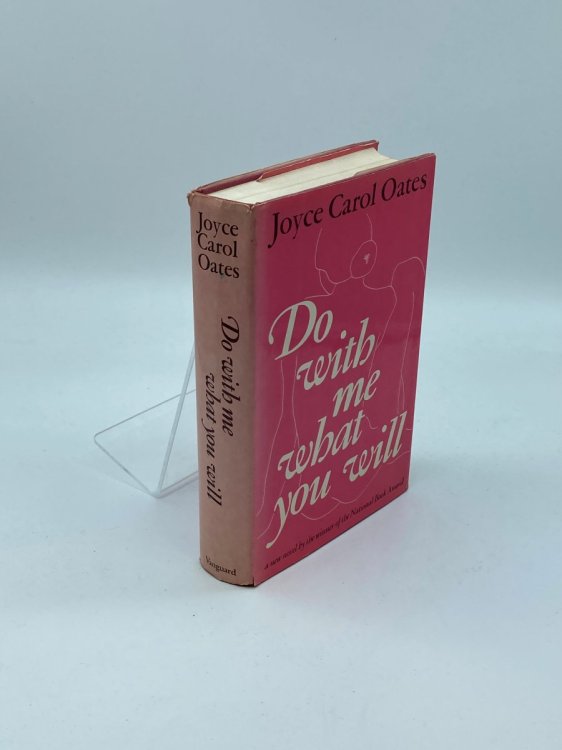 Joyce
Carol
Oates
Do with me
what you will
Vanguard
Joyce Carol Oates
Do
with
me
what
you will
a new novel by the winner of the National Book Award